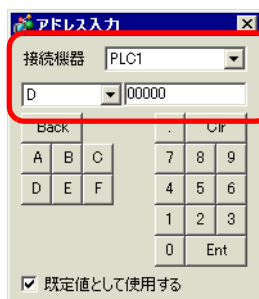 アドレス入力
接続機器 PLC1
D 00000
Back . Clr
A B C 7 8 9
D E F 4 5 6
1 2 3
0 Ent
既定値として使用する